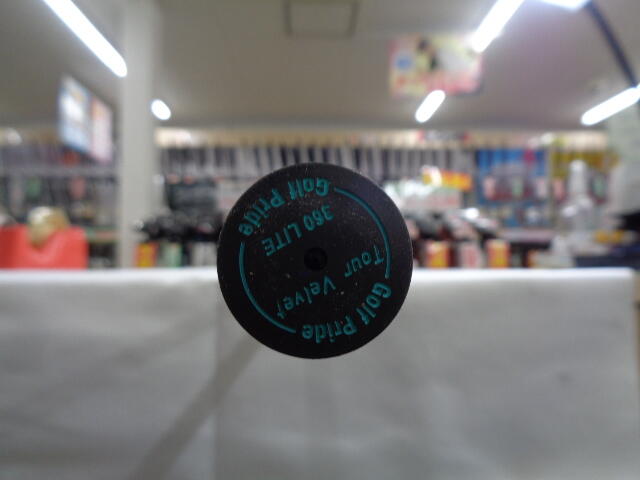 Golf Pride
360 LITE
Tour Velvet
Golf Pride